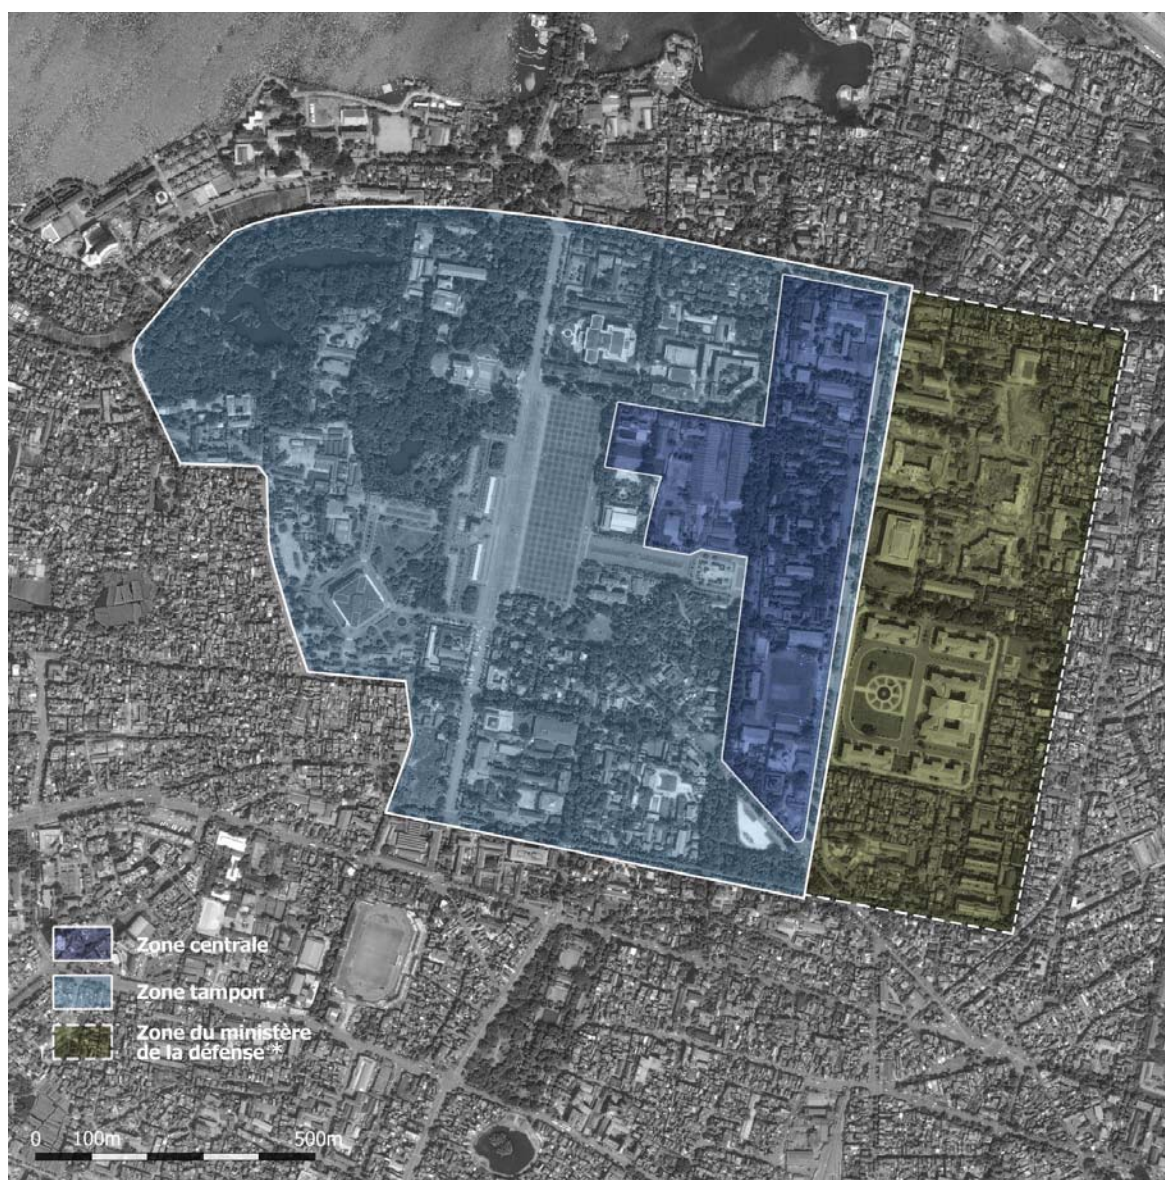 Zone centrale
Zone tampon
Zone du ministère
de la défense *
0 100m 500m